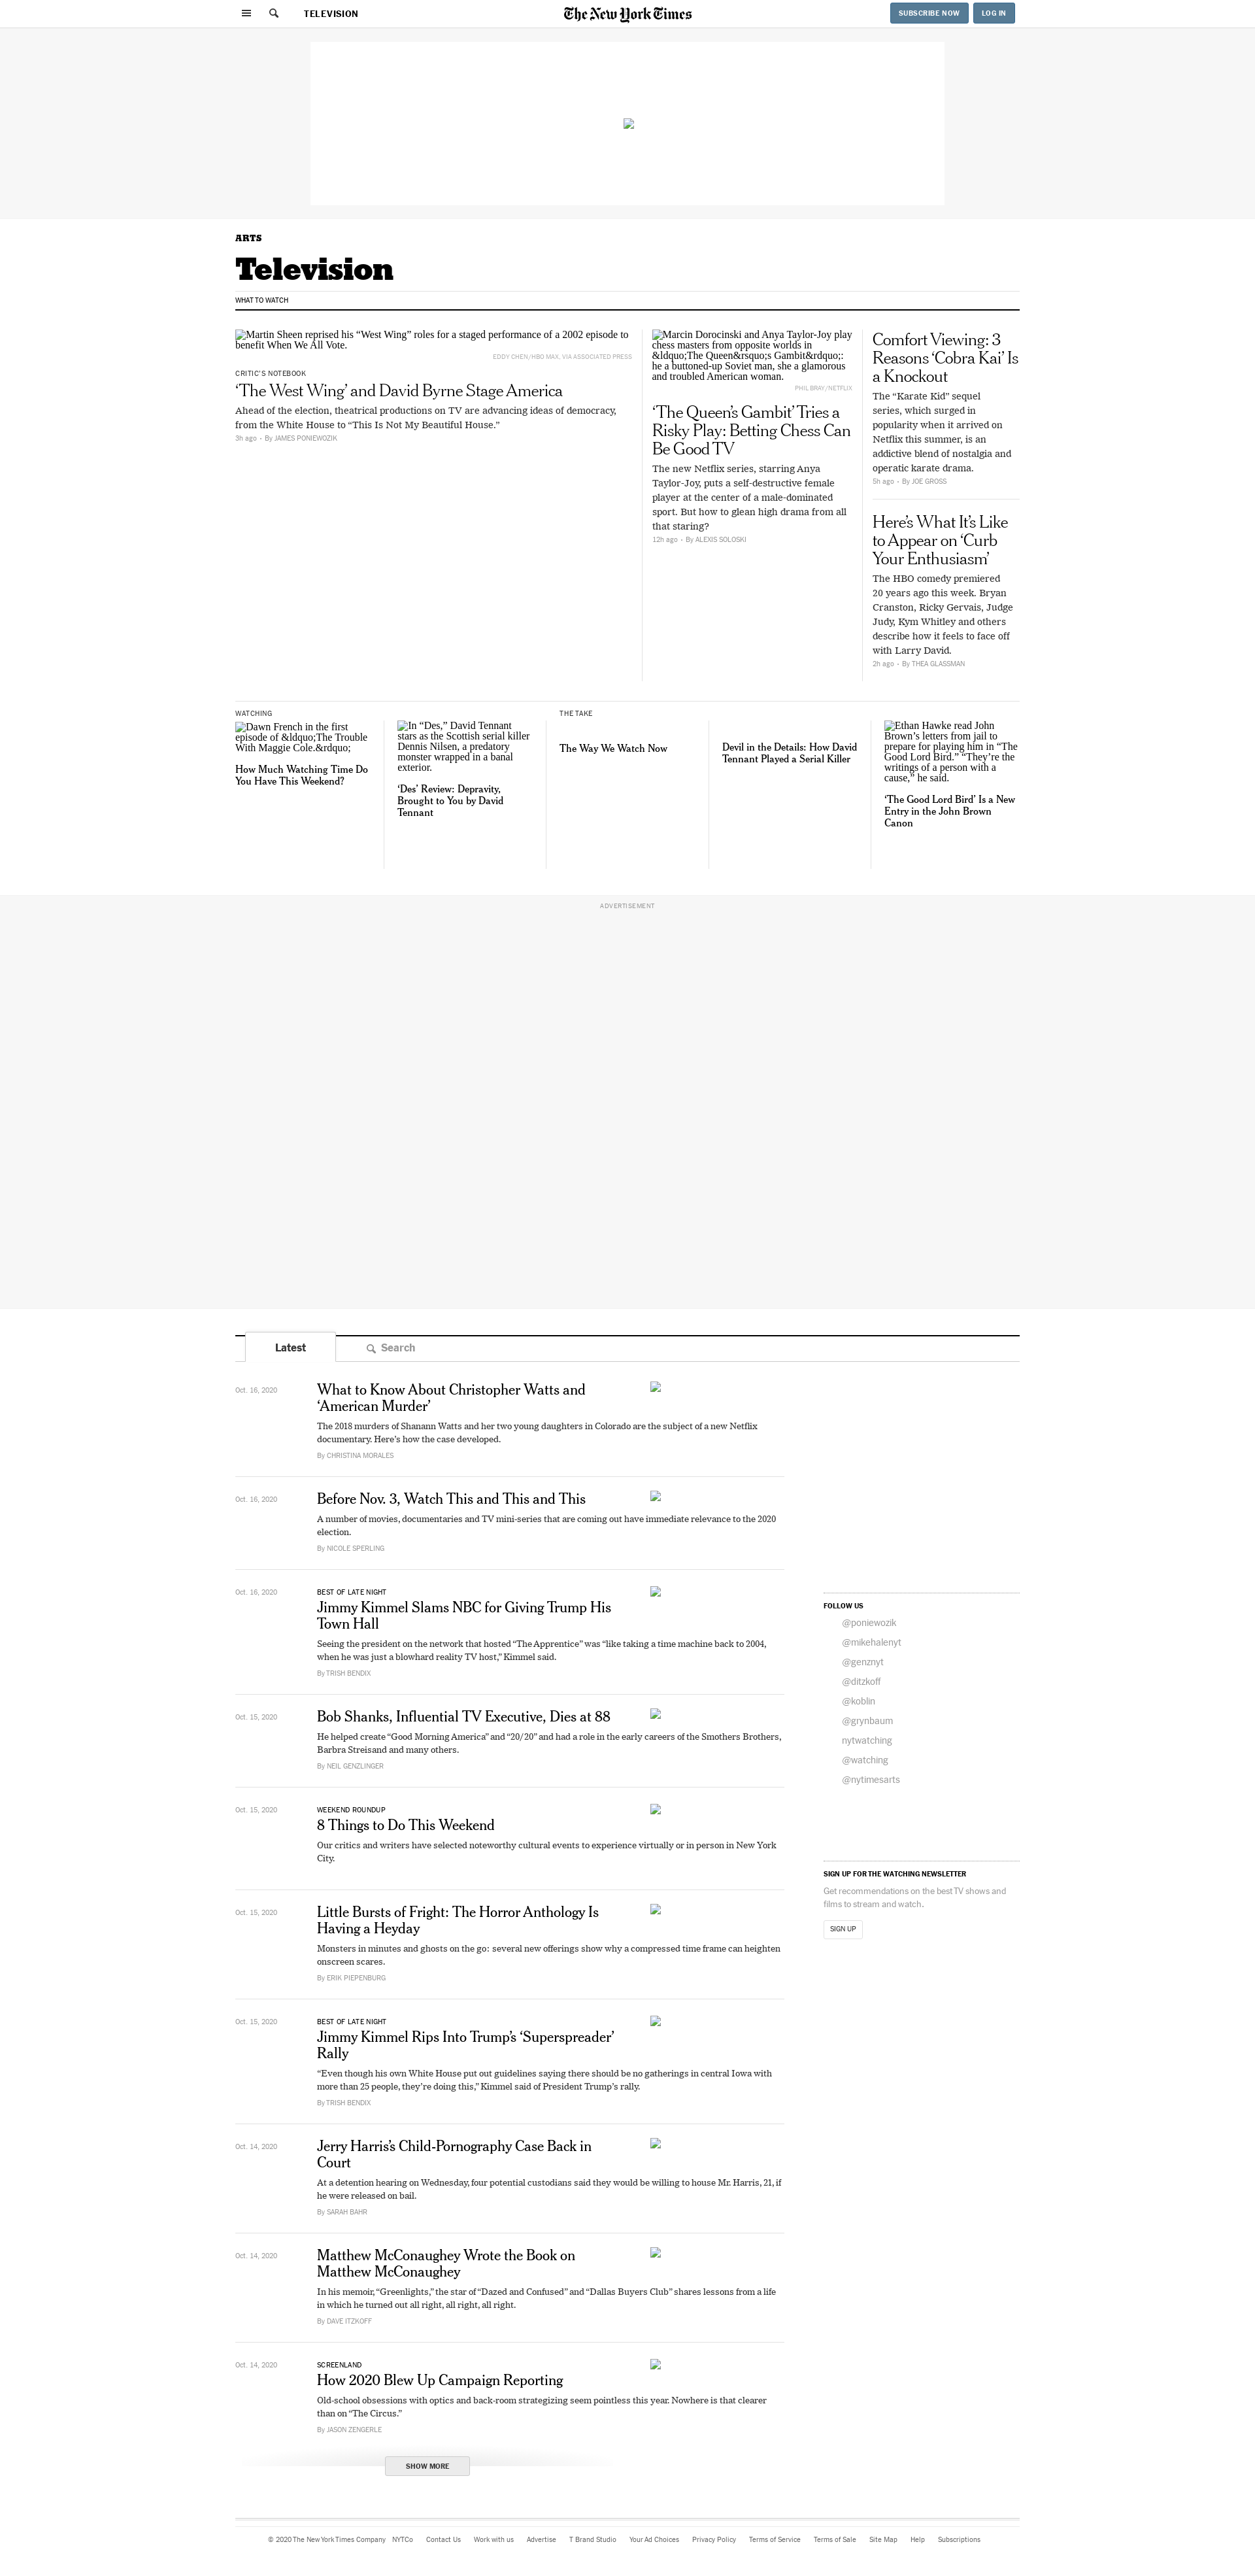 TELEVISION
The New York Times
SUBSCRIBE NOW
LOG IN
ARTS
Television
WHAT TO WATCH
Martin Sheen reprised his “West Wing” roles for a staged performance of a 2002 episode to
benefit When We All Vote.
EDDY CHEN/HBO MAX, VIA ASSOCIATED PRESS
CRITIC’S NOTEBOOK
‘The West Wing’ and David Byrne Stage America
Ahead of the election, theatrical productions on TV are advancing ideas of democracy,
from the White House to “This Is Not My Beautiful House.”
3h ago • By JAMES PONIEWOZIK
Marcin Dorocinski and Anya Taylor-Joy play
chess masters from opposite worlds in
&ldquo;The Queen&rsquo;s Gambit&rdquo;:
he a buttoned-up Soviet man, she a glamorous
and troubled American woman.
PHIL BRAY/NETFLIX
‘The Queen’s Gambit’ Tries a
Risky Play: Betting Chess Can
Be Good TV
The new Netflix series, starring Anya
Taylor-Joy, puts a self-destructive female
player at the center of a male-dominated
sport. But how to glean high drama from all
that staring?
12h ago • By ALEXIS SOLOSKI
Comfort Viewing: 3
Reasons ‘Cobra Kai’ Is
a Knockout
The “Karate Kid” sequel
series, which surged in
popularity when it arrived on
Netflix this summer, is an
addictive blend of nostalgia and
operatic karate drama.
5h ago • By JOE GROSS
Here’s What It’s Like
to Appear on ‘Curb
Your Enthusiasm’
The HBO comedy premiered
20 years ago this week. Bryan
Cranston, Ricky Gervais, Judge
Judy, Kym Whitley and others
describe how it feels to face off
with Larry David.
2h ago • By THEA GLASSMAN
WATCHING
Dawn French in the first
episode of &ldquo;The Trouble
With Maggie Cole.&rdquo;
How Much Watching Time Do
You Have This Weekend?
In “Des,” David Tennant
stars as the Scottish serial killer
Dennis Nilsen, a predatory
monster wrapped in a banal
exterior.
‘Des’ Review: Depravity,
Brought to You by David
Tennant
THE TAKE
The Way We Watch Now
Devil in the Details: How David
Tennant Played a Serial Killer
Ethan Hawke read John
Brown’s letters from jail to
prepare for playing him in “The
Good Lord Bird.” “They’re the
writings of a person with a
cause,” he said.
‘The Good Lord Bird’ Is a New
Entry in the John Brown
Canon
ADVERTISEMENT
Latest
Search
Oct. 16, 2020
What to Know About Christopher Watts and
‘American Murder’
The 2018 murders of Shanann Watts and her two young daughters in Colorado are the subject of a new Netflix
documentary. Here’s how the case developed.
By CHRISTINA MORALES
Oct. 16, 2020
Before Nov. 3, Watch This and This and This
A number of movies, documentaries and TV mini-series that are coming out have immediate relevance to the 2020
election.
By NICOLE SPERLING
Oct. 16, 2020
BEST OF LATE NIGHT
Jimmy Kimmel Slams NBC for Giving Trump His
Town Hall
Seeing the president on the network that hosted “The Apprentice” was “like taking a time machine back to 2004,
when he was just a blowhard reality TV host,” Kimmel said.
By TRISH BENDIX
Oct. 15, 2020
Bob Shanks, Influential TV Executive, Dies at 88
He helped create “Good Morning America” and “20/20” and had a role in the early careers of the Smothers Brothers,
Barbra Streisand and many others.
By NEIL GENZLINGER
Oct. 15, 2020
WEEKEND ROUNDUP
8 Things to Do This Weekend
Our critics and writers have selected noteworthy cultural events to experience virtually or in person in New York
City.
Oct. 15, 2020
Little Bursts of Fright: The Horror Anthology Is
Having a Heyday
Monsters in minutes and ghosts on the go: several new offerings show why a compressed time frame can heighten
onscreen scares.
By ERIK PIEPENBURG
Oct. 15, 2020
BEST OF LATE NIGHT
Jimmy Kimmel Rips Into Trump’s ‘Superspreader’
Rally
“Even though his own White House put out guidelines saying there should be no gatherings in central Iowa with
more than 25 people, they’re doing this,” Kimmel said of President Trump’s rally.
By TRISH BENDIX
Oct. 14, 2020
Jerry Harris’s Child-Pornography Case Back in
Court
At a detention hearing on Wednesday, four potential custodians said they would be willing to house Mr. Harris, 21, if
he were released on bail.
By SARAH BAHR
Oct. 14, 2020
Matthew McConaughey Wrote the Book on
Matthew McConaughey
In his memoir, “Greenlights,” the star of “Dazed and Confused” and “Dallas Buyers Club” shares lessons from a life
in which he turned out all right, all right, all right.
By DAVE ITZKOFF
Oct. 14, 2020
SCREENLAND
How 2020 Blew Up Campaign Reporting
Old-school obsessions with optics and back-room strategizing seem pointless this year. Nowhere is that clearer
than on “The Circus.”
By JASON ZENGERLE
SHOW MORE
FOLLOW US
@poniewozik
@mikehalenyt
@genznyt
@ditzkoff
@koblin
@grynbaum
nytwatching
@watching
@nytimesarts
SIGN UP FOR THE WATCHING NEWSLETTER
Get recommendations on the best TV shows and
films to stream and watch.
SIGN UP
© 2020 The New York Times Company NYTCo Contact Us Work with us Advertise T Brand Studio Your Ad Choices Privacy Policy Terms of Service Terms of Sale Site Map Help Subscriptions